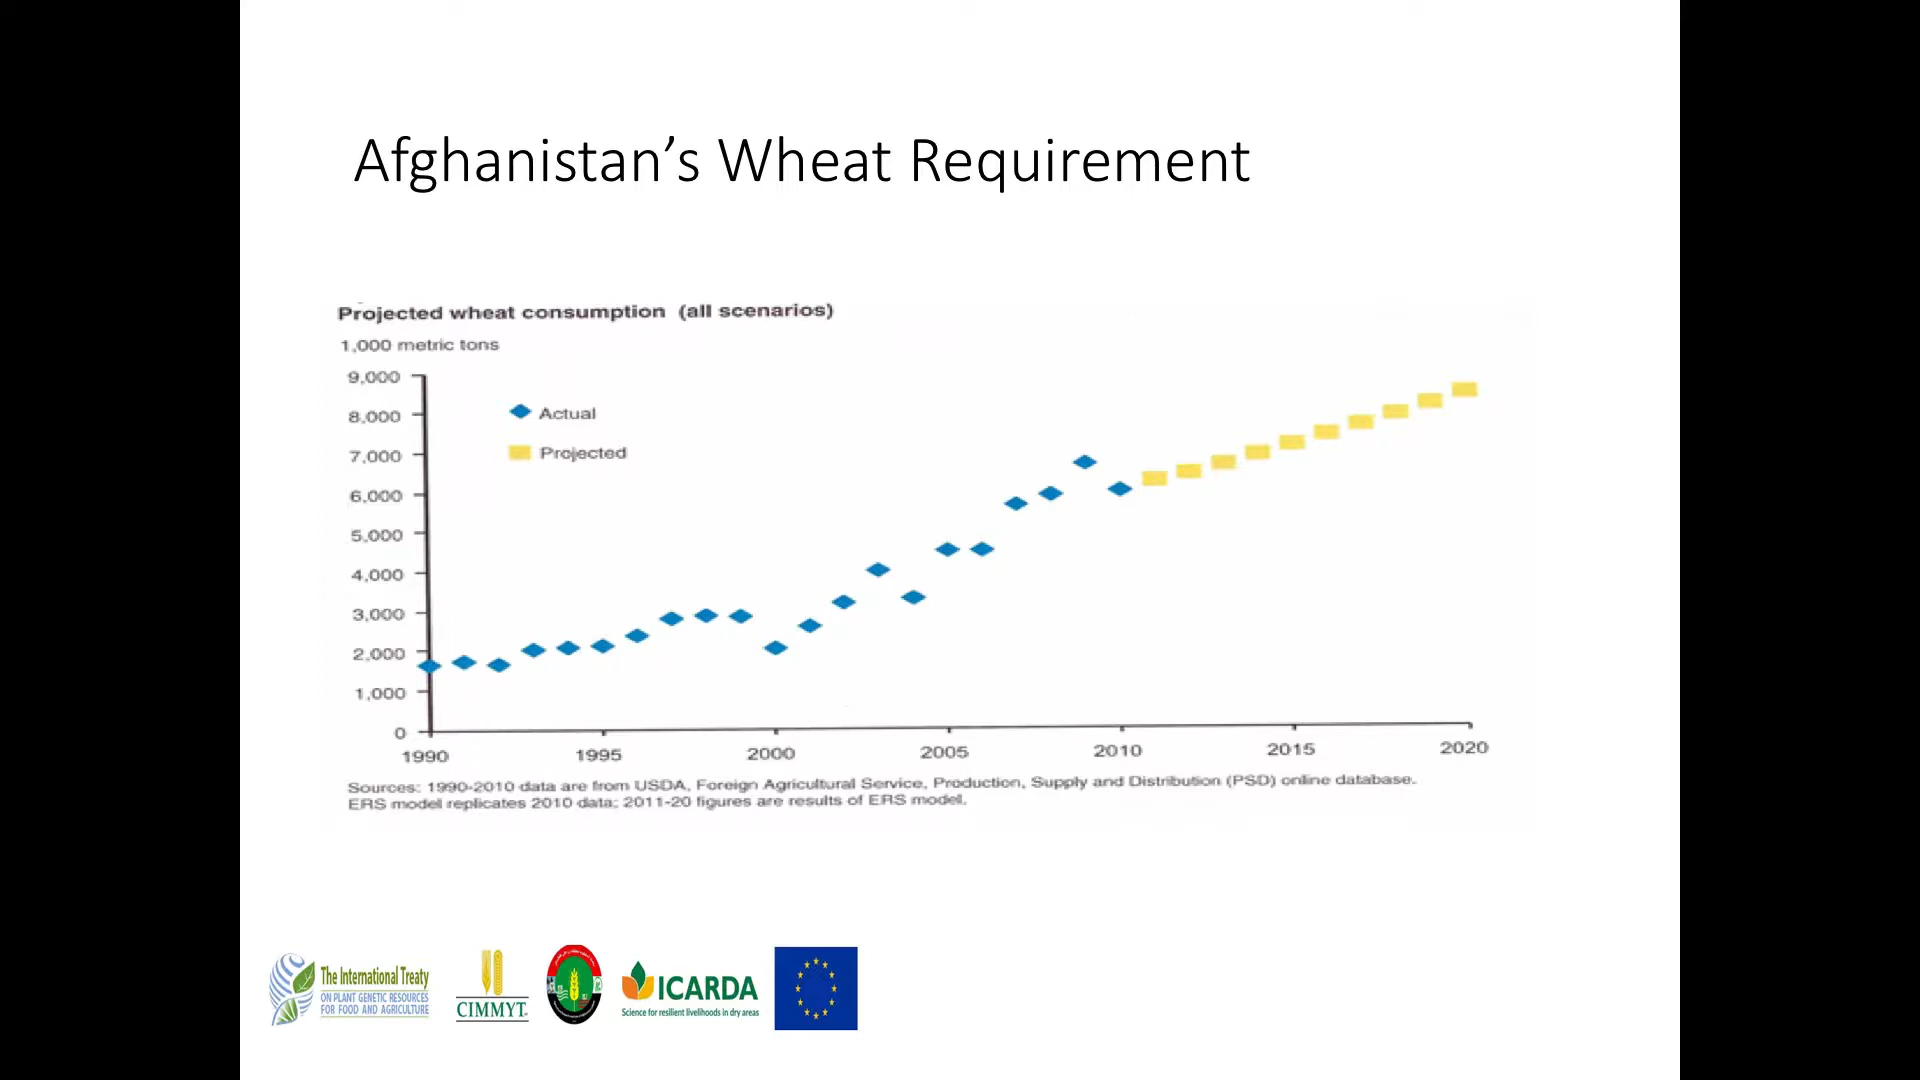 Afghanistan’s Wheat Requirement
Projected wheat consumption (all scenarios)
1,000 metric tons
9,000
8,000
7,000
6,000
5,000
4,000
3,000
2,000
1,000
0
Actual
Projected
1990 1995 2000 2005 2010 2015 2020
Sources: 1990-2010 data are from USDA, Foreign Agricultural Service, Production, Supply and Distribution (PSD) online database.
ERS model replicates 2010 data; 2011-20 figures are results of ERS model.
The International Treaty
ON PLANT GENETIC RESOURCES
FOR FOOD AND AGRICULTURE
CIMMYT
ICARDA
Science for resilient livelihoods in dry areas